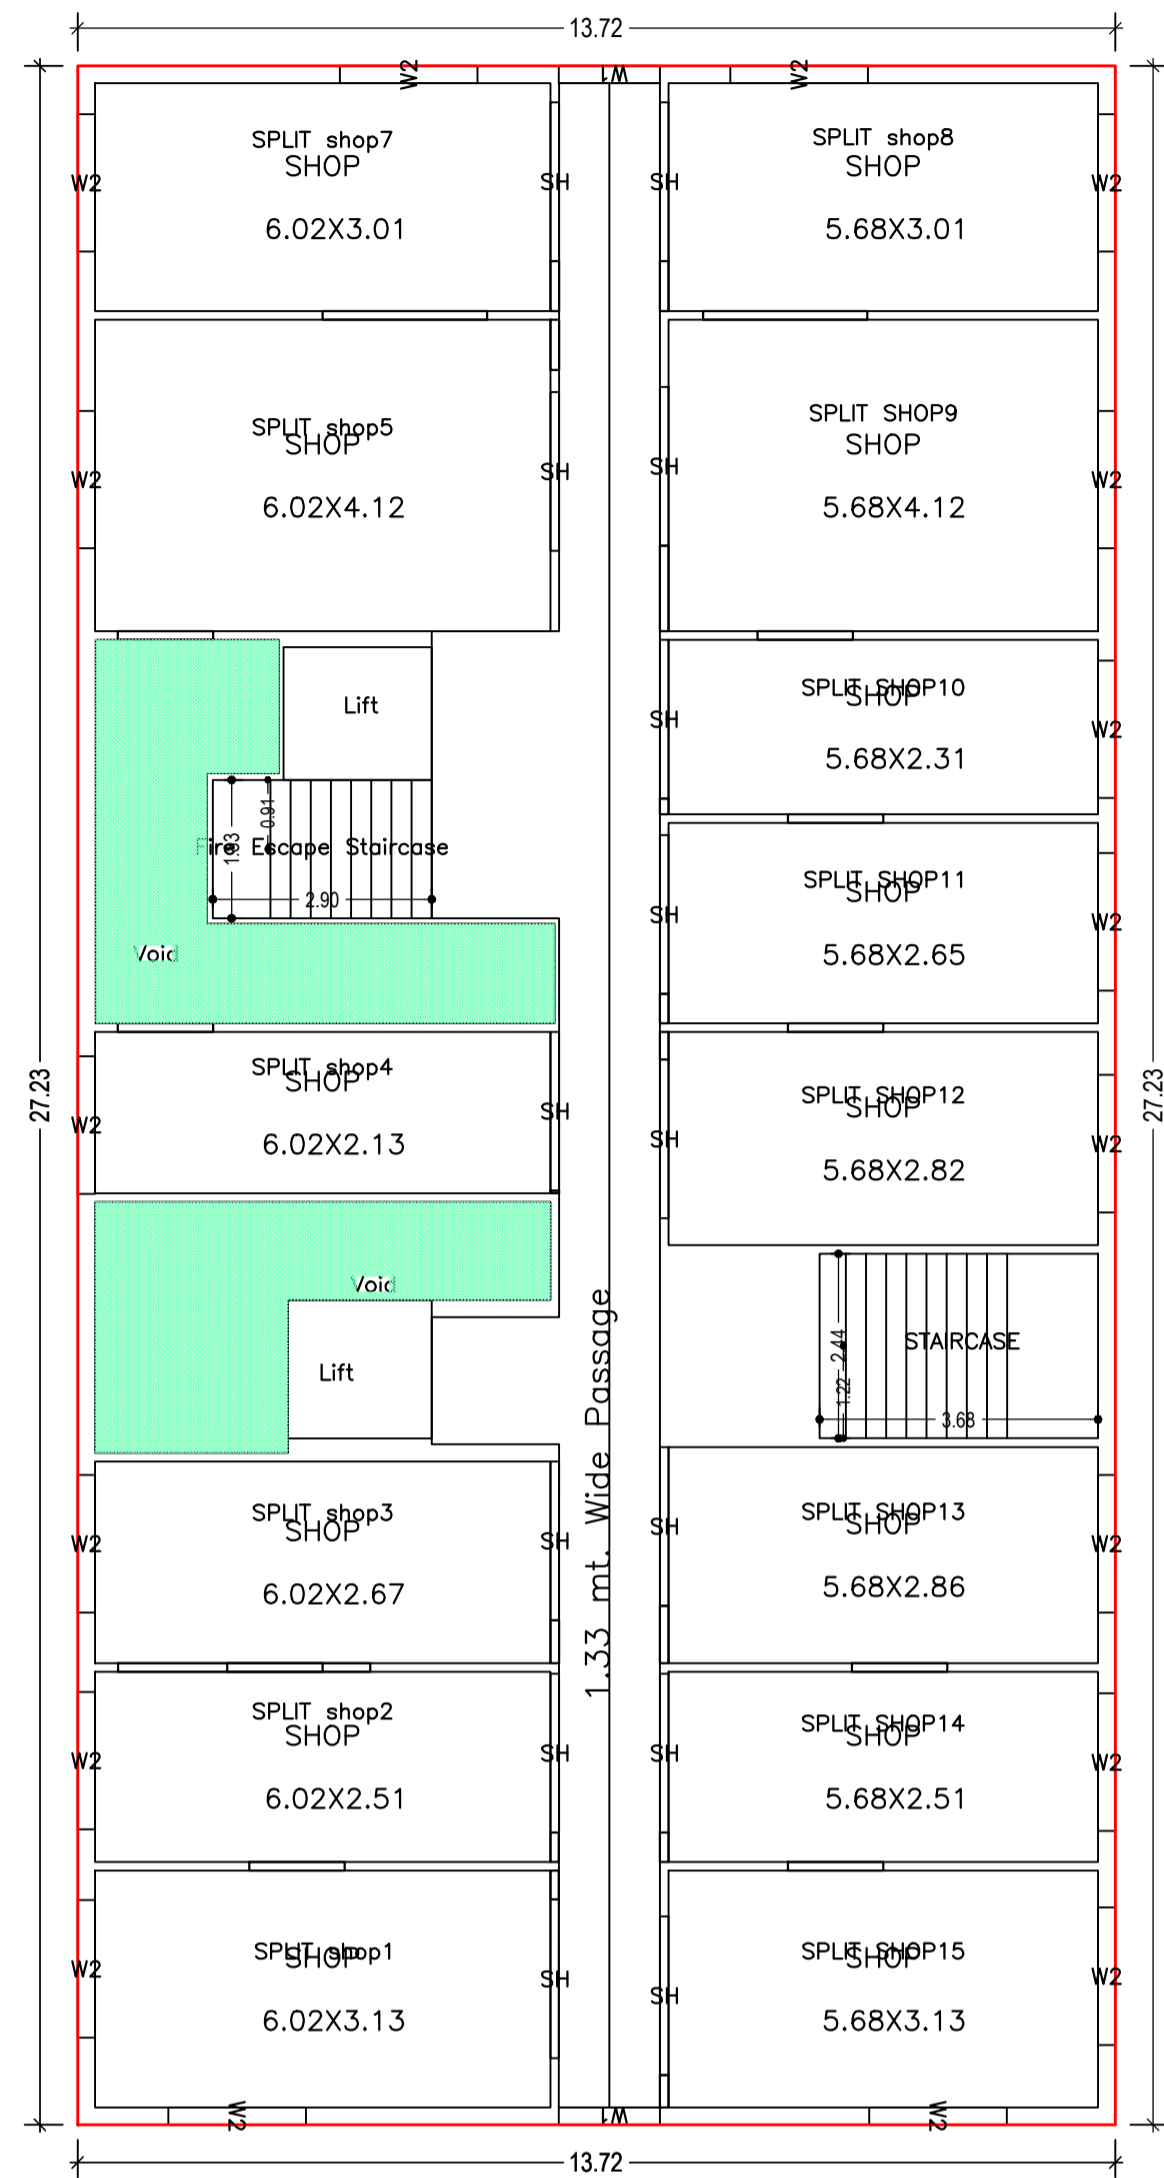 13.72
W2
W1
W2
SPLIT shop7
SHOP
6.02X3.01
W2
SH
SH
SPLIT shop8
SHOP
5.68X3.01
W2
SPLIT shop5
SHOP
6.02X4.12
W2
SH
SH
SPLIT SHOP9
SHOP
5.68X4.12
W2
Lift
SPLIT SHOP10
SHOP
5.68X2.31
SH
W2
0.91
1.83
Fire Escape Staircase
2.90
Void
SPLIT SHOP11
SHOP
5.68X2.65
SH
W2
27.23
27.23
SPLIT shop4
SHOP
6.02X2.13
W2
SH
SH
SPLIT SHOP12
SHOP
5.68X2.82
W2
Void
Lift
1.33 mt. Wide Passage
2.44
1.22
STAIRCASE
3.68
SPLIT shop3
SHOP
6.02X2.67
W2
SH
SH
SPLIT SHOP13
SHOP
5.68X2.86
W2
SPLIT shop2
SHOP
6.02X2.51
W2
SH
SH
SPLIT SHOP14
SHOP
5.68X2.51
W2
SPLIT shop1
SHOP
6.02X3.13
W2
SH
SH
SPLIT SHOP15
SHOP
5.68X3.13
W2
W2
W1
W2
13.72